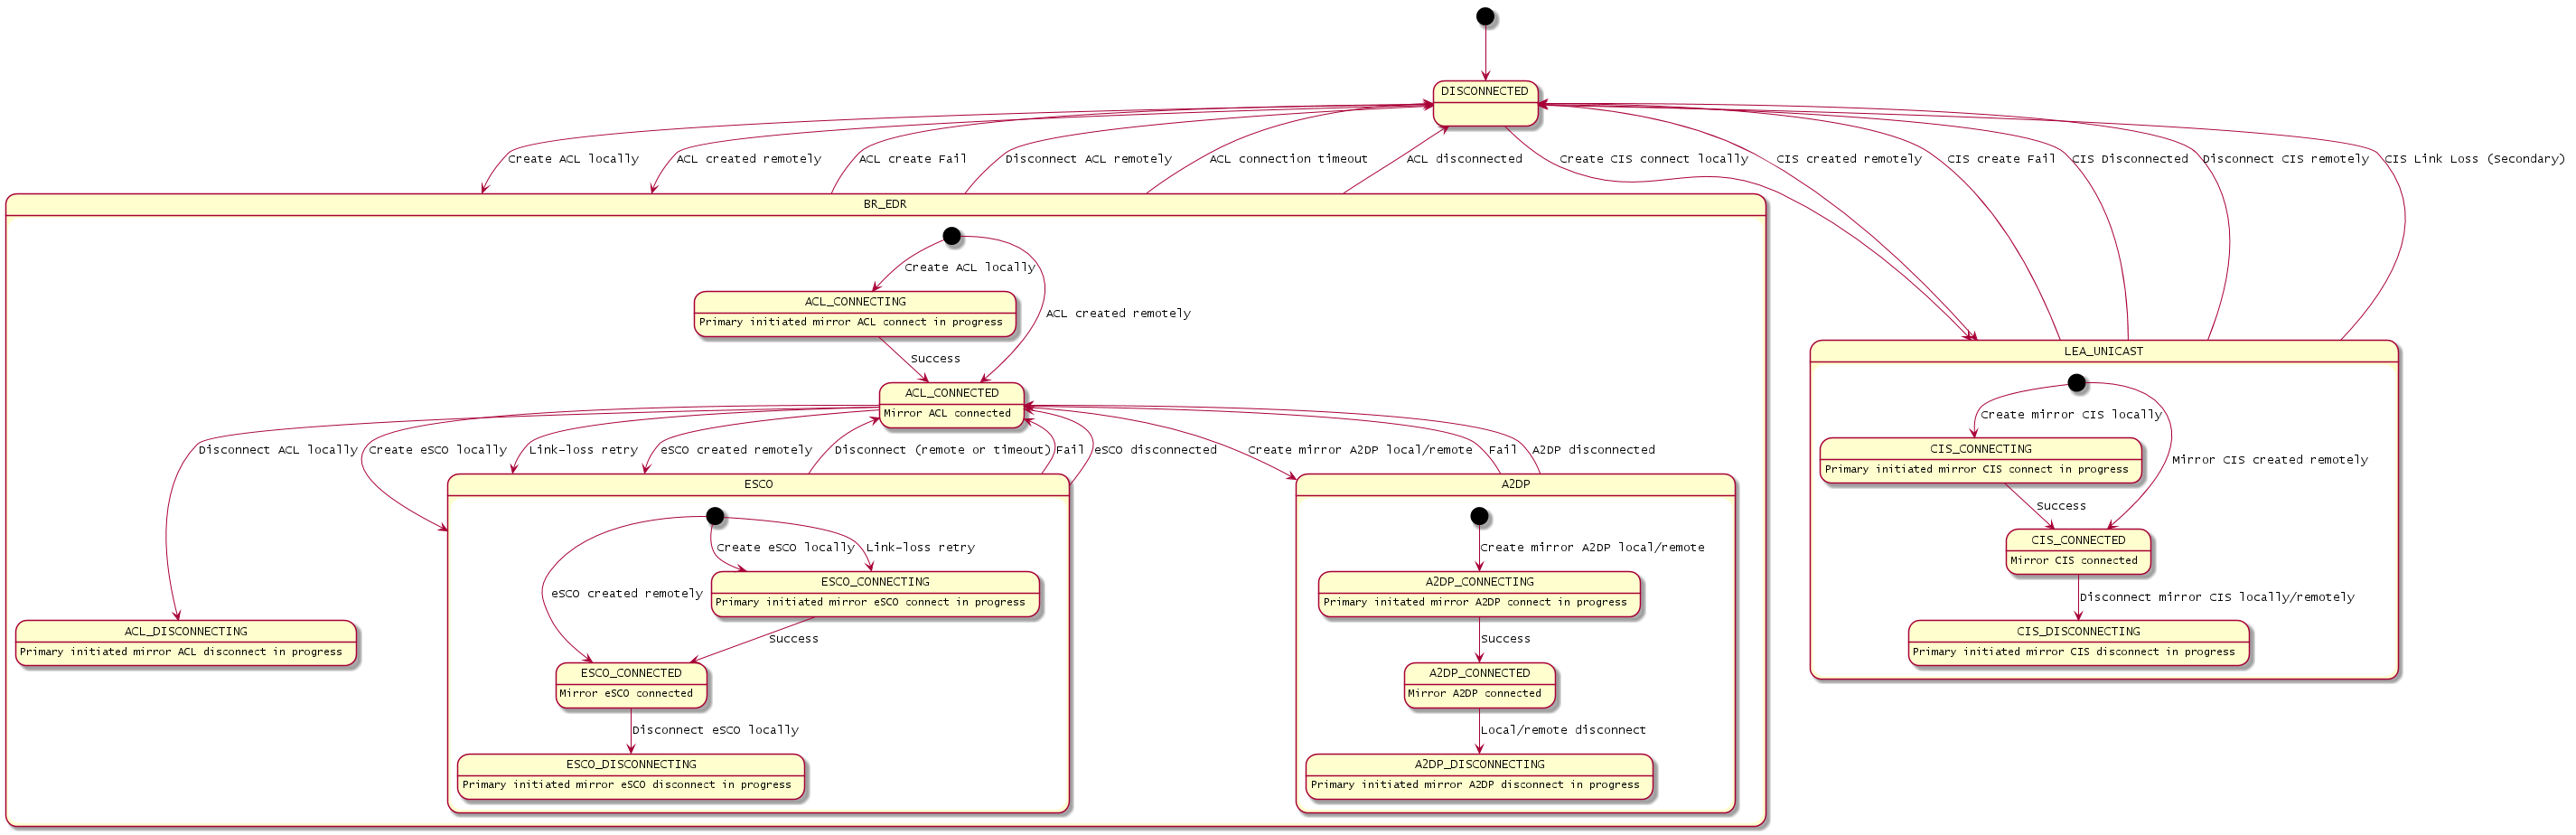 DISCONNECTED
Create ACL locally
ACL created remotely
ACL create Fail
Disconnect ACL remotely
ACL connection timeout
ACL disconnected
Create CIS connect locally
CIS created remotely
CIS create Fail
CIS Disconnected
Disconnect CIS remotely
CIS Link Loss (Secondary)
BR_EDR
Create ACL locally
ACL_CONNECTING
Primary initiated mirror ACL connect in progress
ACL created remotely
Success
ACL_CONNECTED
Mirror ACL connected
Disconnect ACL locally
Create eSCO locally
Link-loss retry
eSCO created remotely
Disconnect (remote or timeout)
Fail
eSCO disconnected
Create mirror A2DP local/remote
Fail
A2DP disconnected
ESCO
Create eSCO locally
Link-loss retry
ESCO_CONNECTING
Primary initiated mirror eSCO connect in progress
eSCO created remotely
Success
ESCO_CONNECTED
Mirror eSCO connected
Disconnect eSCO locally
ESCO_DISCONNECTING
Primary initiated mirror eSCO disconnect in progress
ACL_DISCONNECTING
Primary initiated mirror ACL disconnect in progress
A2DP
Create mirror A2DP local/remote
A2DP_CONNECTING
Primary initated mirror A2DP connect in progress
Success
A2DP_CONNECTED
Mirror A2DP connected
Local/remote disconnect
A2DP_DISCONNECTING
Primary initiated mirror A2DP disconnect in progress
LEA_UNICAST
Create mirror CIS locally
CIS_CONNECTING
Primary initiated mirror CIS connect in progress
Mirror CIS created remotely
Success
CIS_CONNECTED
Mirror CIS connected
Disconnect mirror CIS locally/remotely
CIS_DISCONNECTING
Primary initiated mirror CIS disconnect in progress